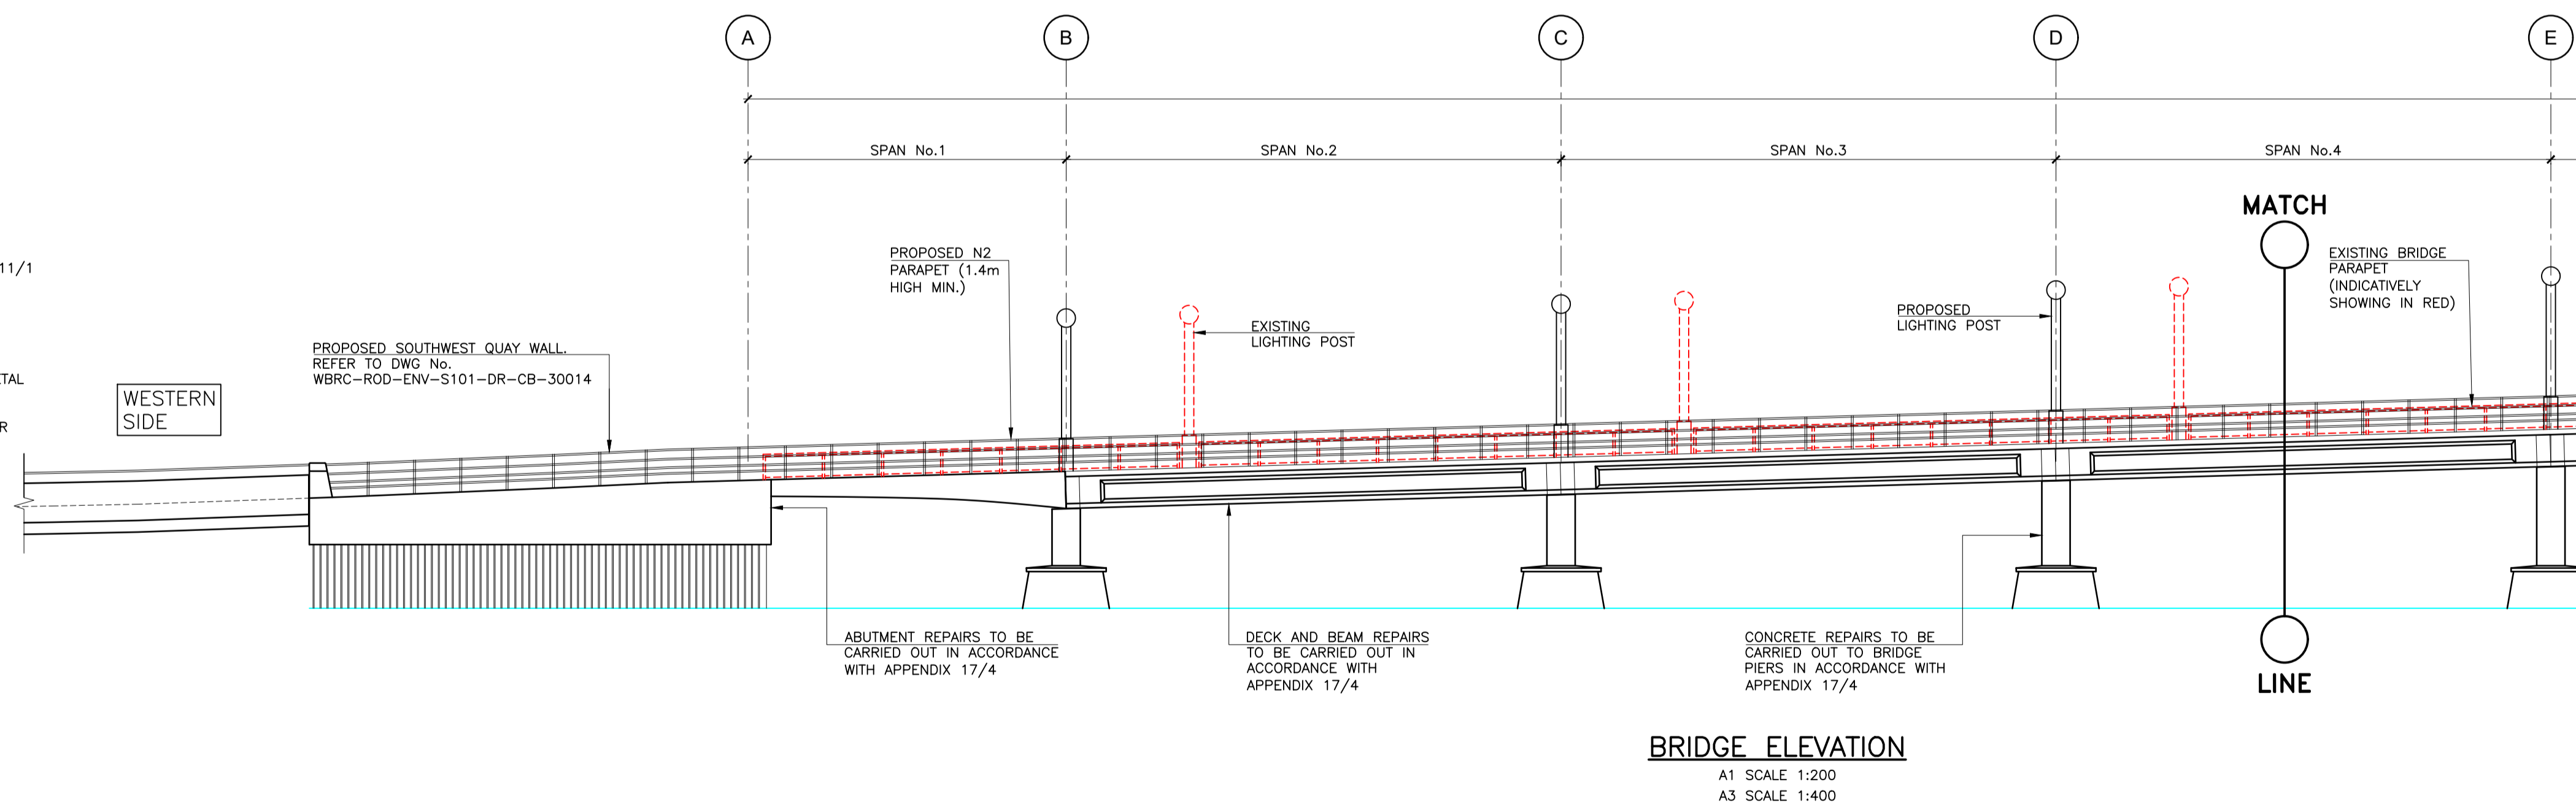 A
B
C
D
E
SPAN No.1
SPAN No.2
SPAN No.3
SPAN No.4
MATCH
11/1
PROPOSED N2
PARAPET (1.4m
HIGH MIN.)
EXISTING BRIDGE
PARAPET
(INDICATIVELY
SHOWING IN RED)
EXISTING
LIGHTING POST
PROPOSED
LIGHTING POST
PROPOSED SOUTHWEST QUAY WALL.
REFER TO DWG No.
WBRC-ROD-ENV-S101-DR-CB-30014
ETAL
WESTERN
SIDE
R
ABUTMENT REPAIRS TO BE
CARRIED OUT IN ACCORDANCE
WITH APPENDIX 17/4
DECK AND BEAM REPAIRS
TO BE CARRIED OUT IN
ACCORDANCE WITH
APPENDIX 17/4
CONCRETE REPAIRS TO BE
CARRIED OUT TO BRIDGE
PIERS IN ACCORDANCE WITH
APPENDIX 17/4
LINE
BRIDGE ELEVATION
A1 SCALE 1:200
A3 SCALE 1:400